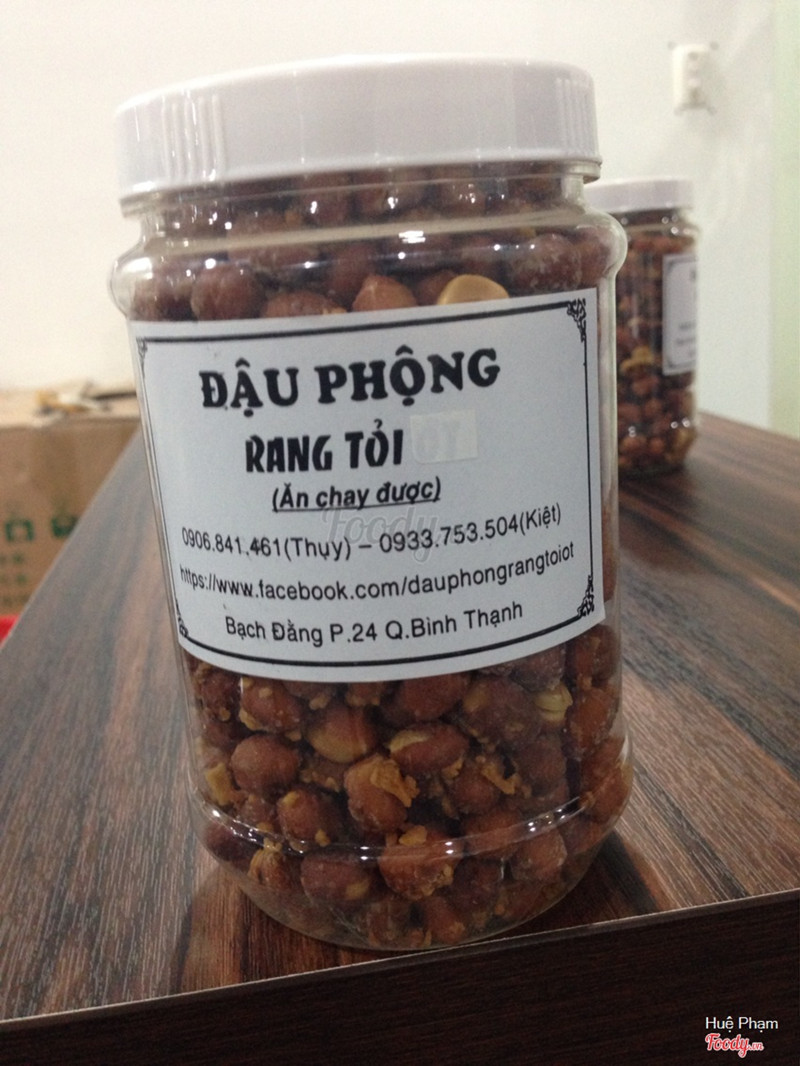 ĐẬU PHỘNG
RANG TỎI
(Ăn chay được)
0906.841.461(Thụy) – 0933.753.504(Kiệt)
https://www.facebook.com/dauphongrangtoiot
Bạch Đằng P.24 Q.Bình Thạnh
Foody
Huệ Phạm
Foody.vn